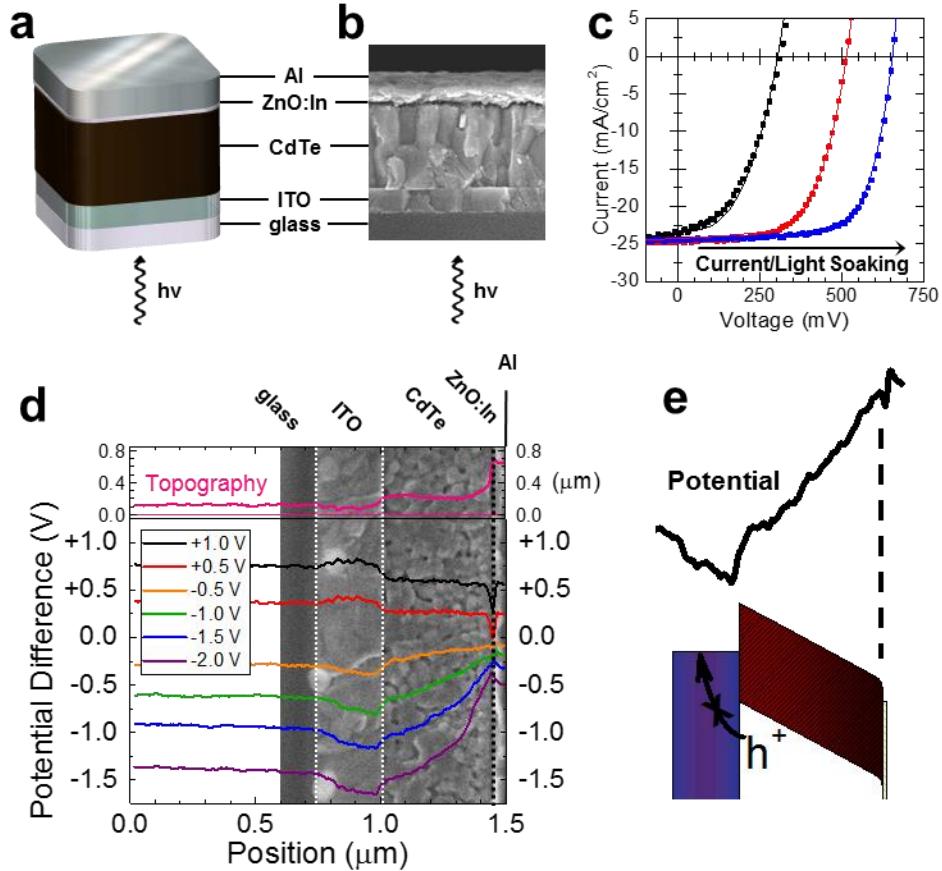 a
b
c
Al
ZnO:In
CdTe
ITO
glass
hν
hν
5
0
-5
-10
-15
-20
-25
-30
Current (mA/cm²)
Current/Light Soaking
0
250
500
750
Voltage (mV)
d
glass
ITO
CdTe
ZnO:In
Al
0.8
0.4
0.0
Topography
0.8
0.4
0.0
(μm)
Potential Difference (V)
+1.0
+0.5
0.0
-0.5
-1.0
-1.5
+1.0 V
+0.5 V
-0.5 V
-1.0 V
-1.5 V
-2.0 V
+1.0
+0.5
0.0
-0.5
-1.0
-1.5
0.0
0.5
1.0
1.5
Position (μm)
e
Potential
h⁺